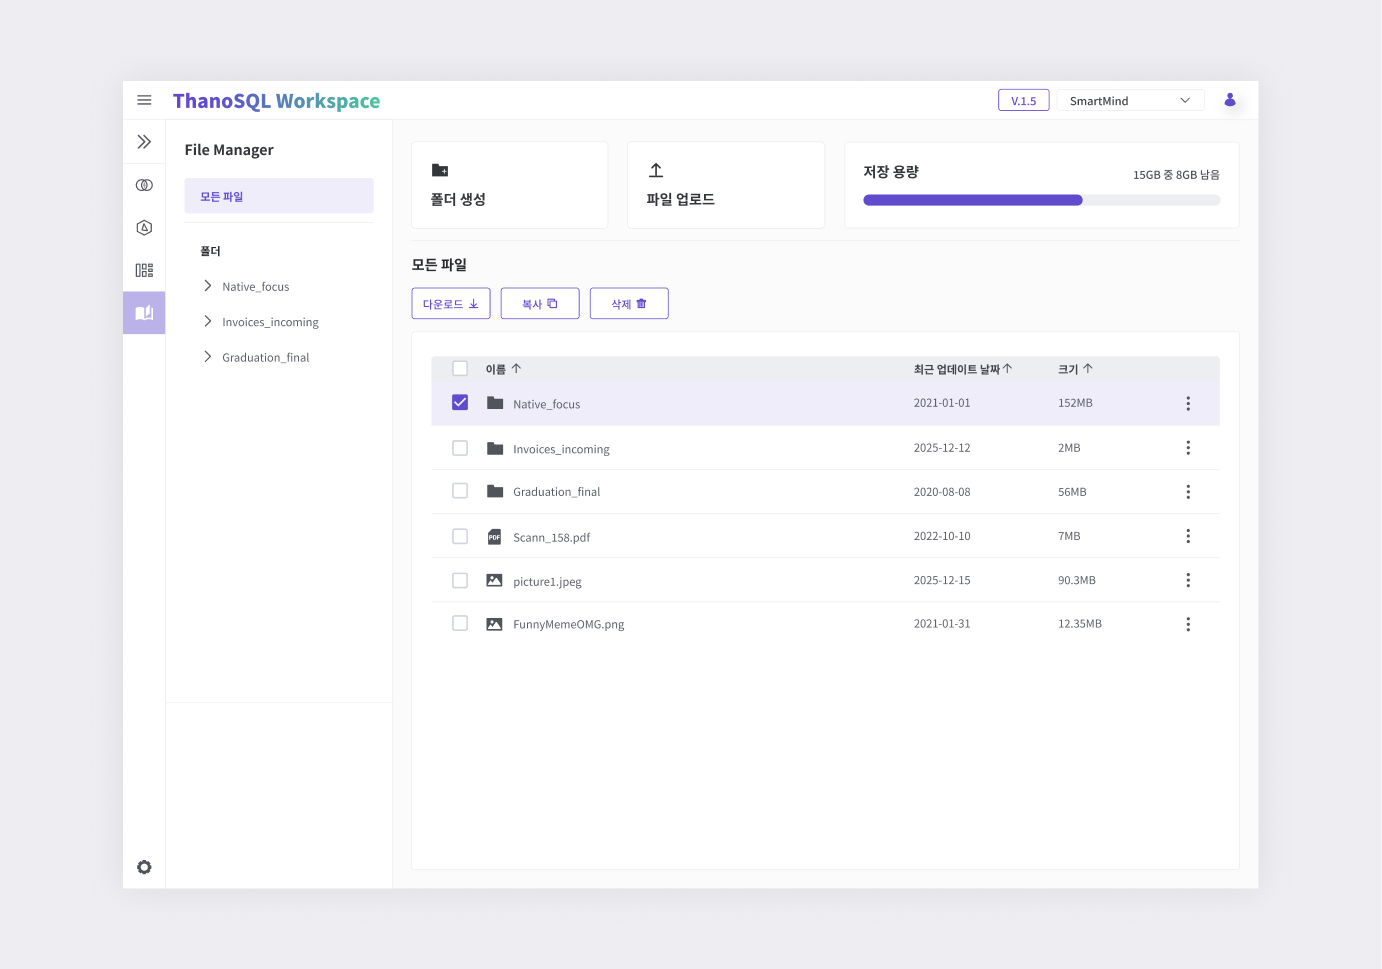 ThanoSQL Workspace
V.1.5
SmartMind
File Manager
모든 파일
폴더
Native_focus
Invoices_incoming
Graduation_final
폴더 생성
파일 업로드
저장 용량
15GB 중 8GB 남음
모든 파일
다운로드
복사
삭제
이름 최근 업데이트 날짜 크기
Native_focus 2021-01-01 152MB
Invoices_incoming 2025-12-12 2MB
Graduation_final 2020-08-08 56MB
PDF Scann_158.pdf 2022-10-10 7MB
picture1.jpeg 2025-12-15 90.3MB
FunnyMemeOMG.png 2021-01-31 12.35MB